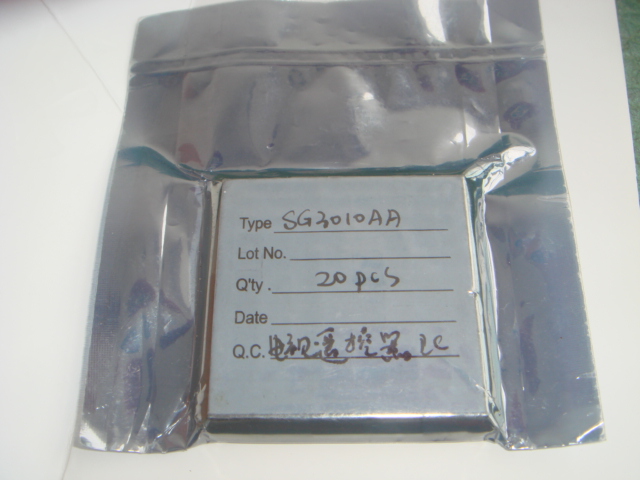 Type SG3010AA
Lot No.
Q'ty . 20 pcs
Date
Q.C. 电视遥控器 IC